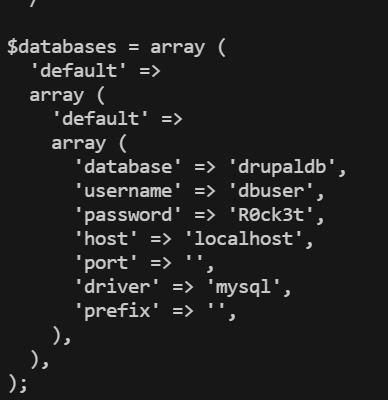 $databases = array (
  'default' =>
  array (
    'default' =>
    array (
      'database' => 'drupaldb',
      'username' => 'dbuser',
      'password' => 'R0ck3t',
      'host' => 'localhost',
      'port' => '',
      'driver' => 'mysql',
      'prefix' => '',
    ),
  ),
);